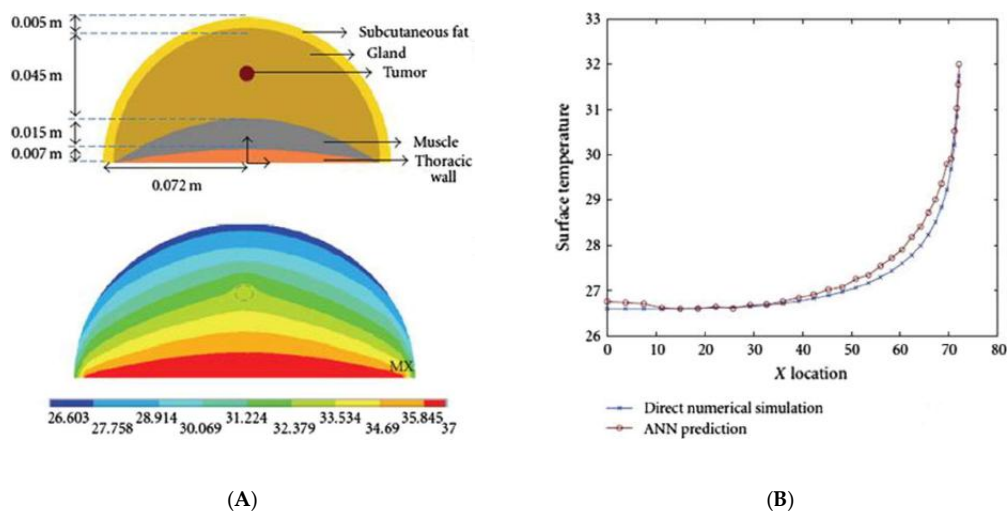 0.005 m
Subcutaneous fat
Gland
Tumor
0.045 m
0.015 m
Muscle
0.007 m
Thoracic
wall
0.072 m
MX
26.603 28.914 31.224 33.534 35.845
27.758 30.069 32.379 34.69 37
(A)
33
32
31
30
29
28
27
26
Surface temperature
0 10 20 30 40 50 60 70 80
X location
Direct numerical simulation
ANN prediction
(B)